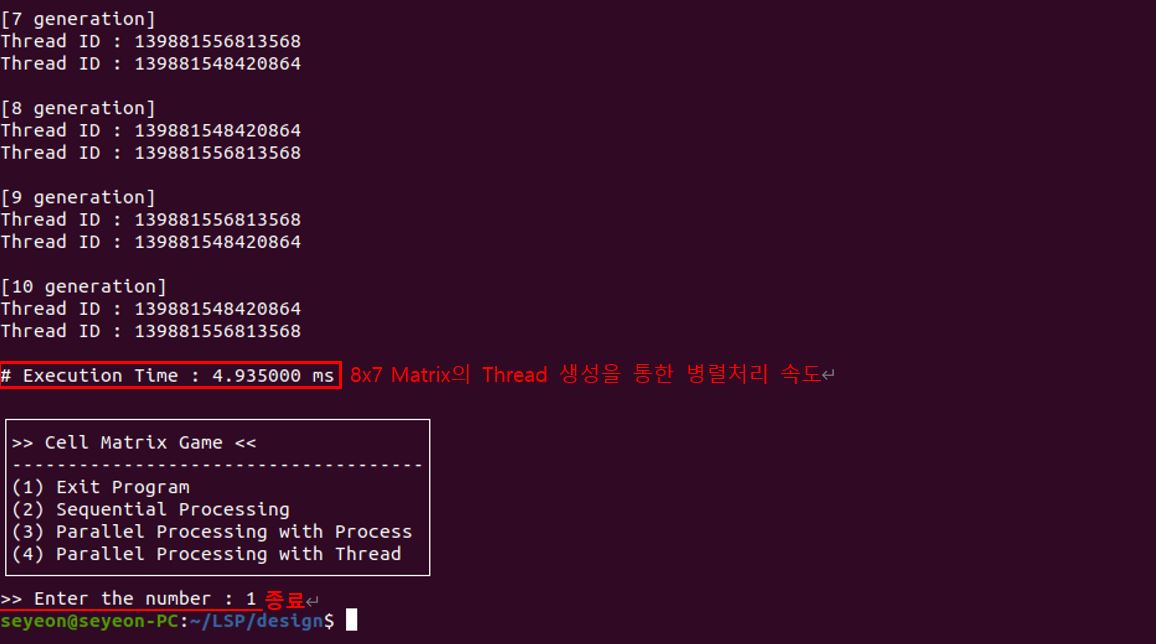 [7 generation]
Thread ID : 139881556813568
Thread ID : 139881548420864
[8 generation]
Thread ID : 139881548420864
Thread ID : 139881556813568
[9 generation]
Thread ID : 139881556813568
Thread ID : 139881548420864
[10 generation]
Thread ID : 139881548420864
Thread ID : 139881556813568
# Execution Time : 4.935000 ms 8x7 Matrix의 Thread 생성을 통한 병렬처리 속도↵
>> Cell Matrix Game <<
-------------------------------------
(1) Exit Program
(2) Sequential Processing
(3) Parallel Processing with Process
(4) Parallel Processing with Thread
>> Enter the number : 1 종료↵
seyeon@seyeon-PC:~/LSP/design$